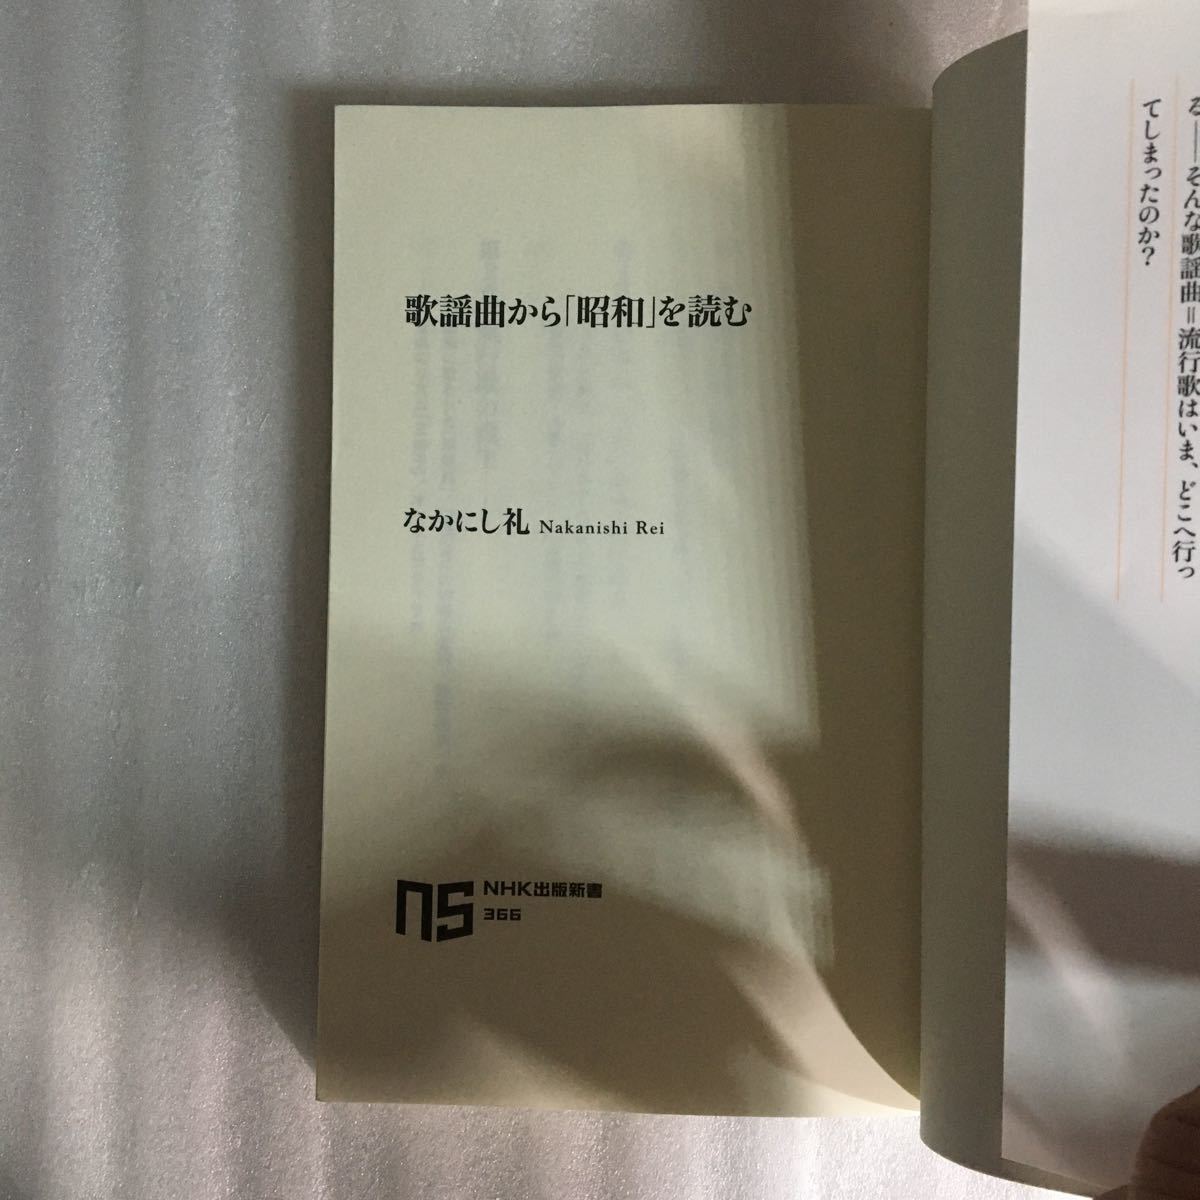 歌謡曲から「昭和」を読む
なかにし礼 Nakanishi Rei
NHK出版新書
366
る――そんな歌謡曲＝流行歌はいま、どこへ行っ
てしまったのか？